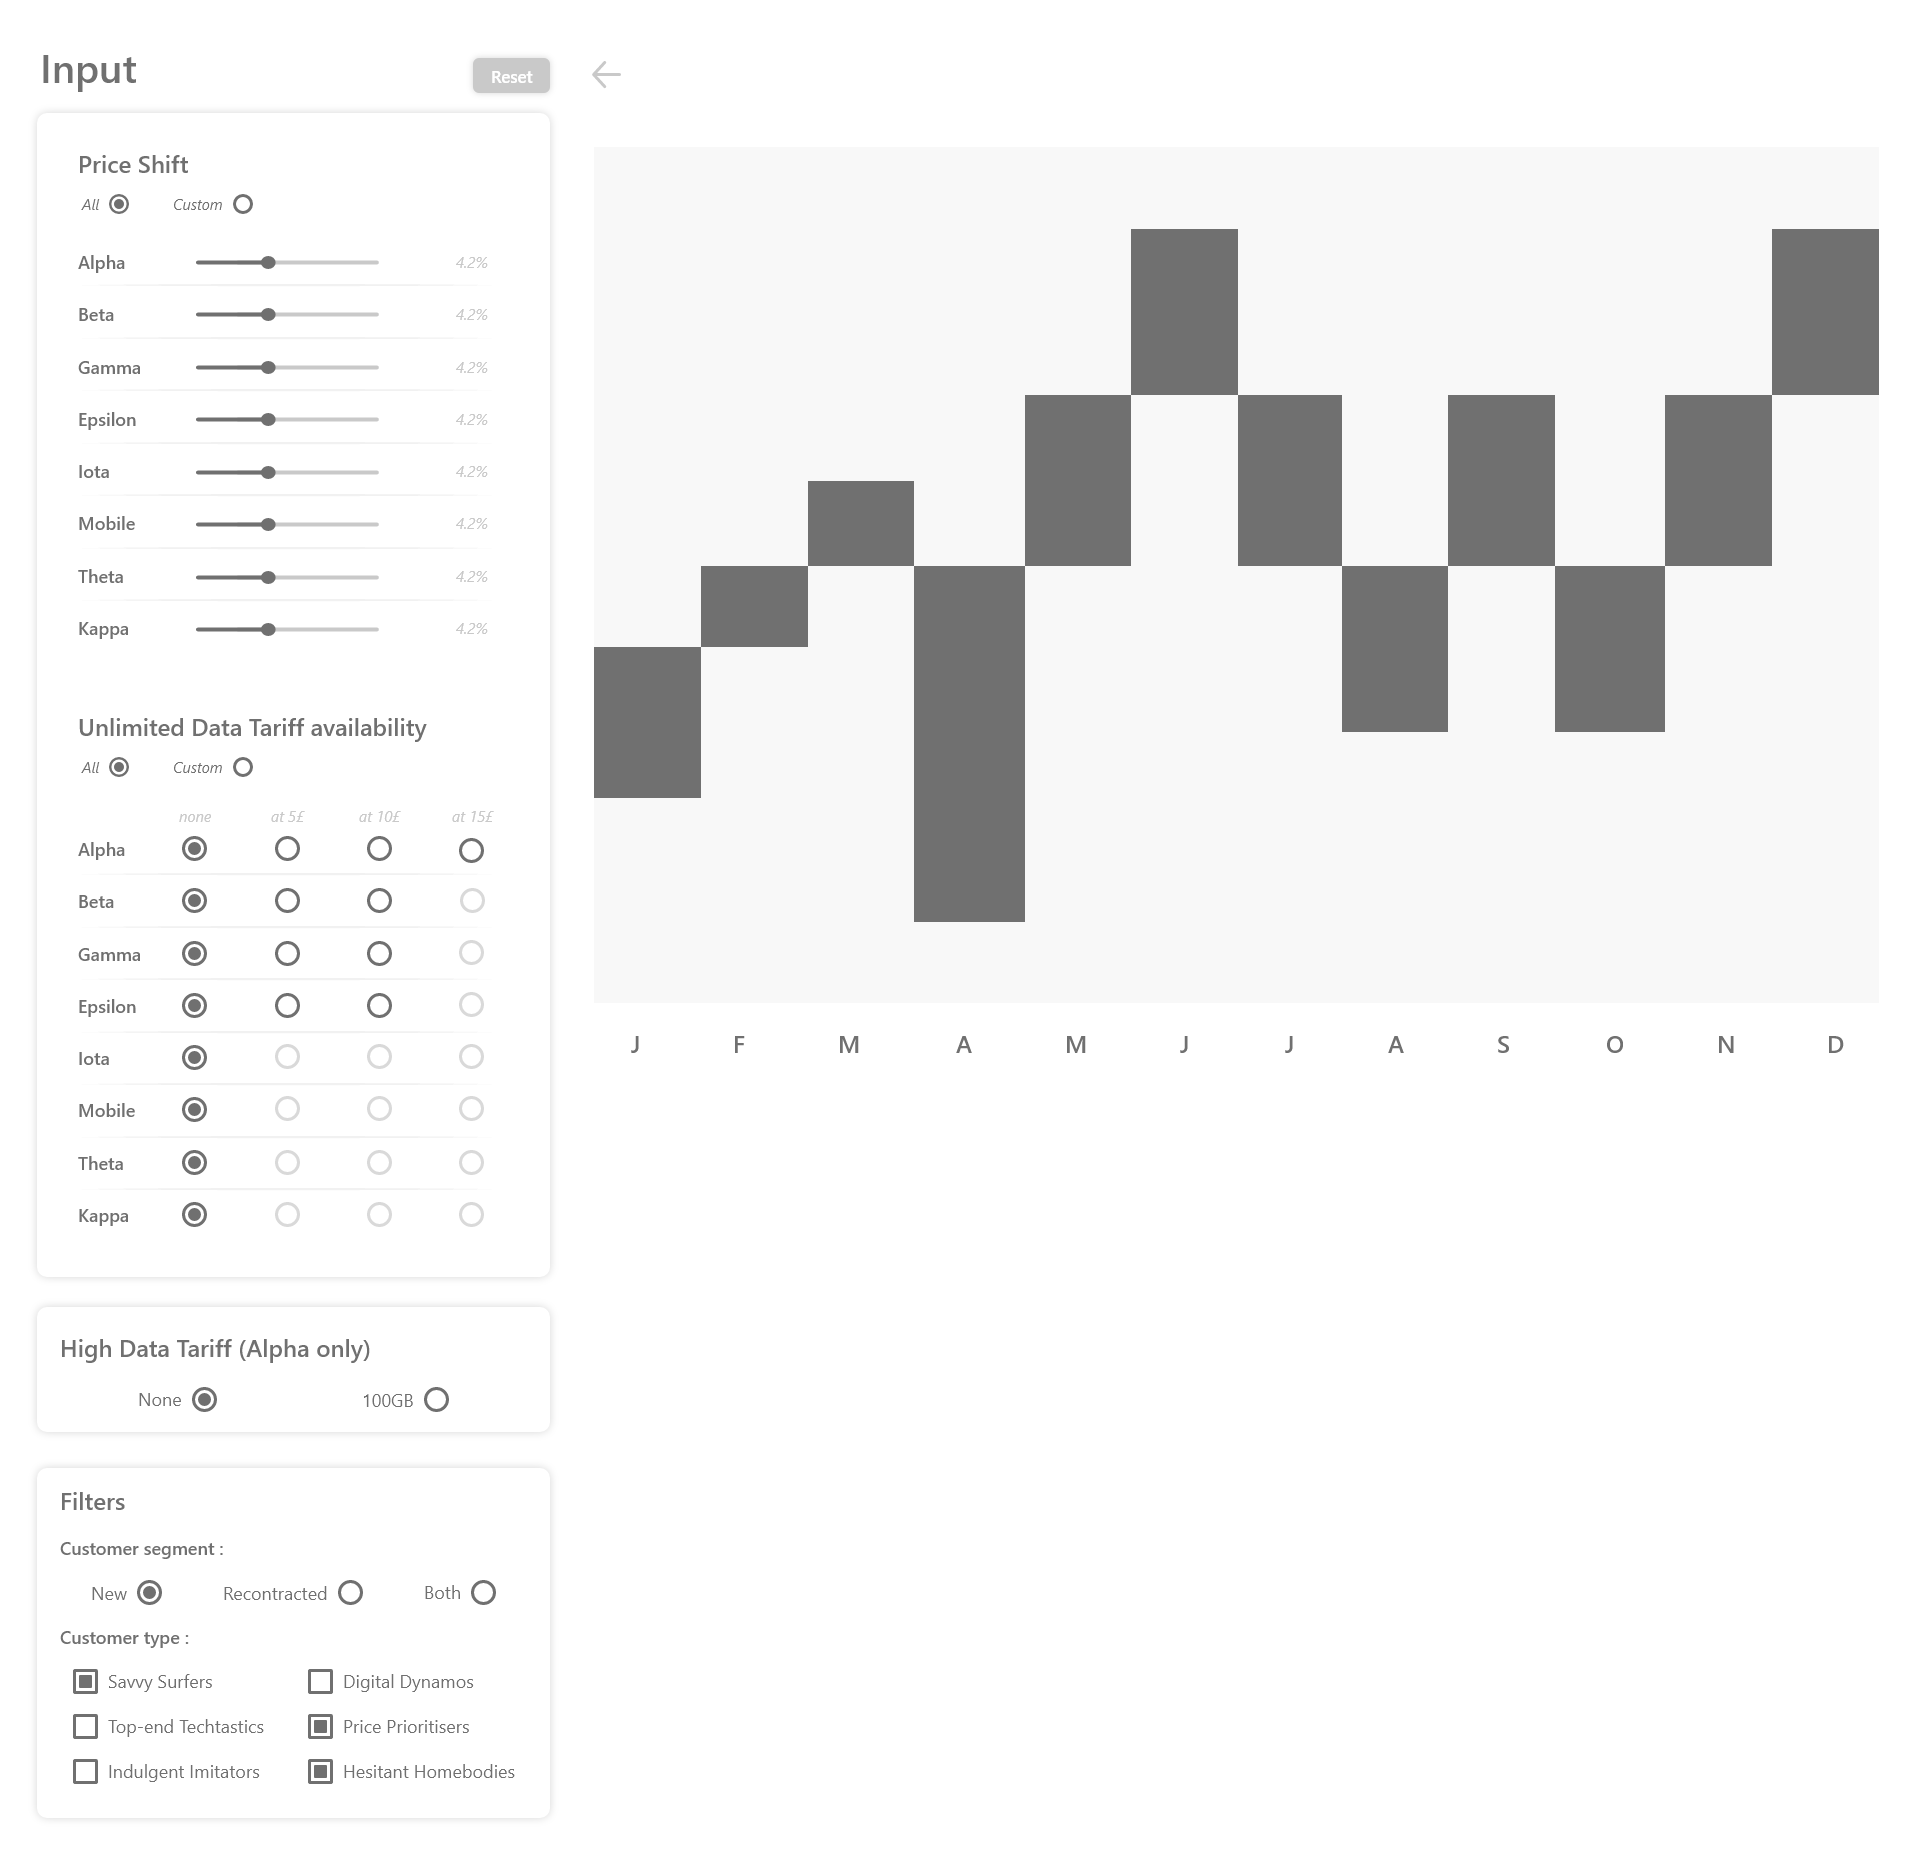 Input
Reset
Price Shift
All Custom
Alpha 4.2%
Beta 4.2%
Gamma 4.2%
Epsilon 4.2%
Iota 4.2%
Mobile 4.2%
Theta 4.2%
Kappa 4.2%
Unlimited Data Tariff availability
All Custom
none at 5£ at 10£ at 15£
Alpha
Beta
Gamma
Epsilon
Iota
Mobile
Theta
Kappa
High Data Tariff (Alpha only)
None 100GB
Filters
Customer segment :
New Recontracted Both
Customer type :
Savvy Surfers Digital Dynamos
Top-end Techtastics Price Prioritisers
Indulgent Imitators Hesitant Homebodies
J F M A M J J A S O N D